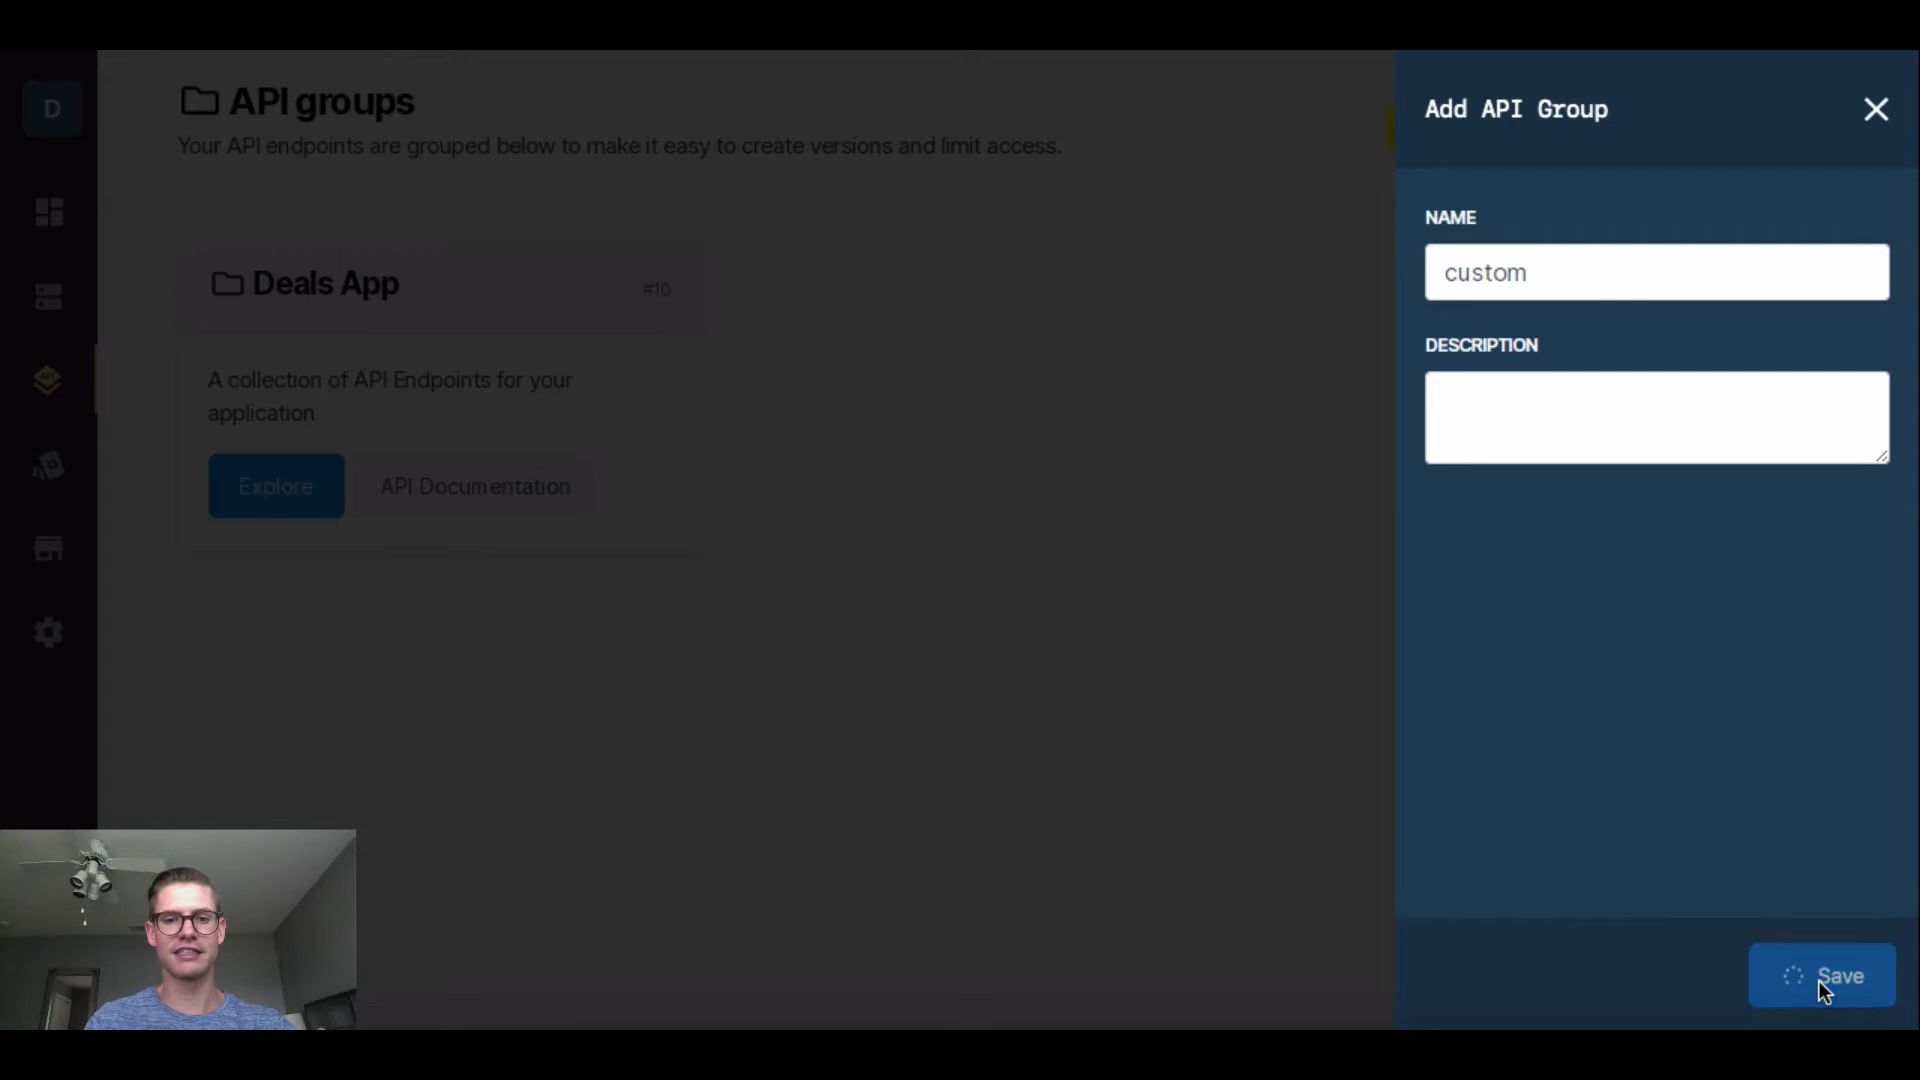 D
API groups
Your API endpoints are grouped below to make it easy to create versions and limit access.
Deals App
#10
A collection of API Endpoints for your
application
Explore
API Documentation
Add API Group
NAME
custom
DESCRIPTION
Save